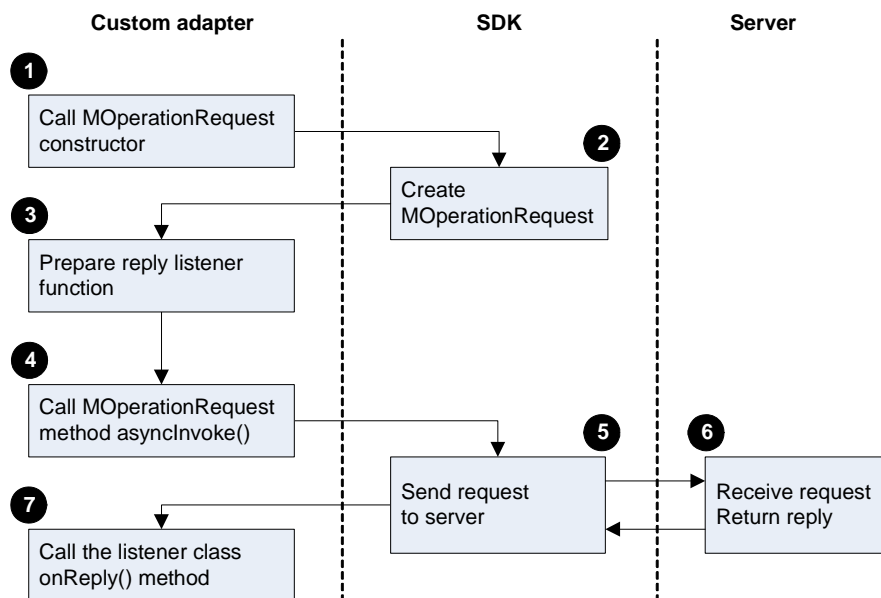 Custom adapter
SDK
Server
1
Call MOperationRequest
constructor
2
Create
MOperationRequest
3
Prepare reply listener
function
4
Call MOperationRequest
method asyncInvoke()
5
Send request
to server
6
Receive request
Return reply
7
Call the listener class
onReply() method